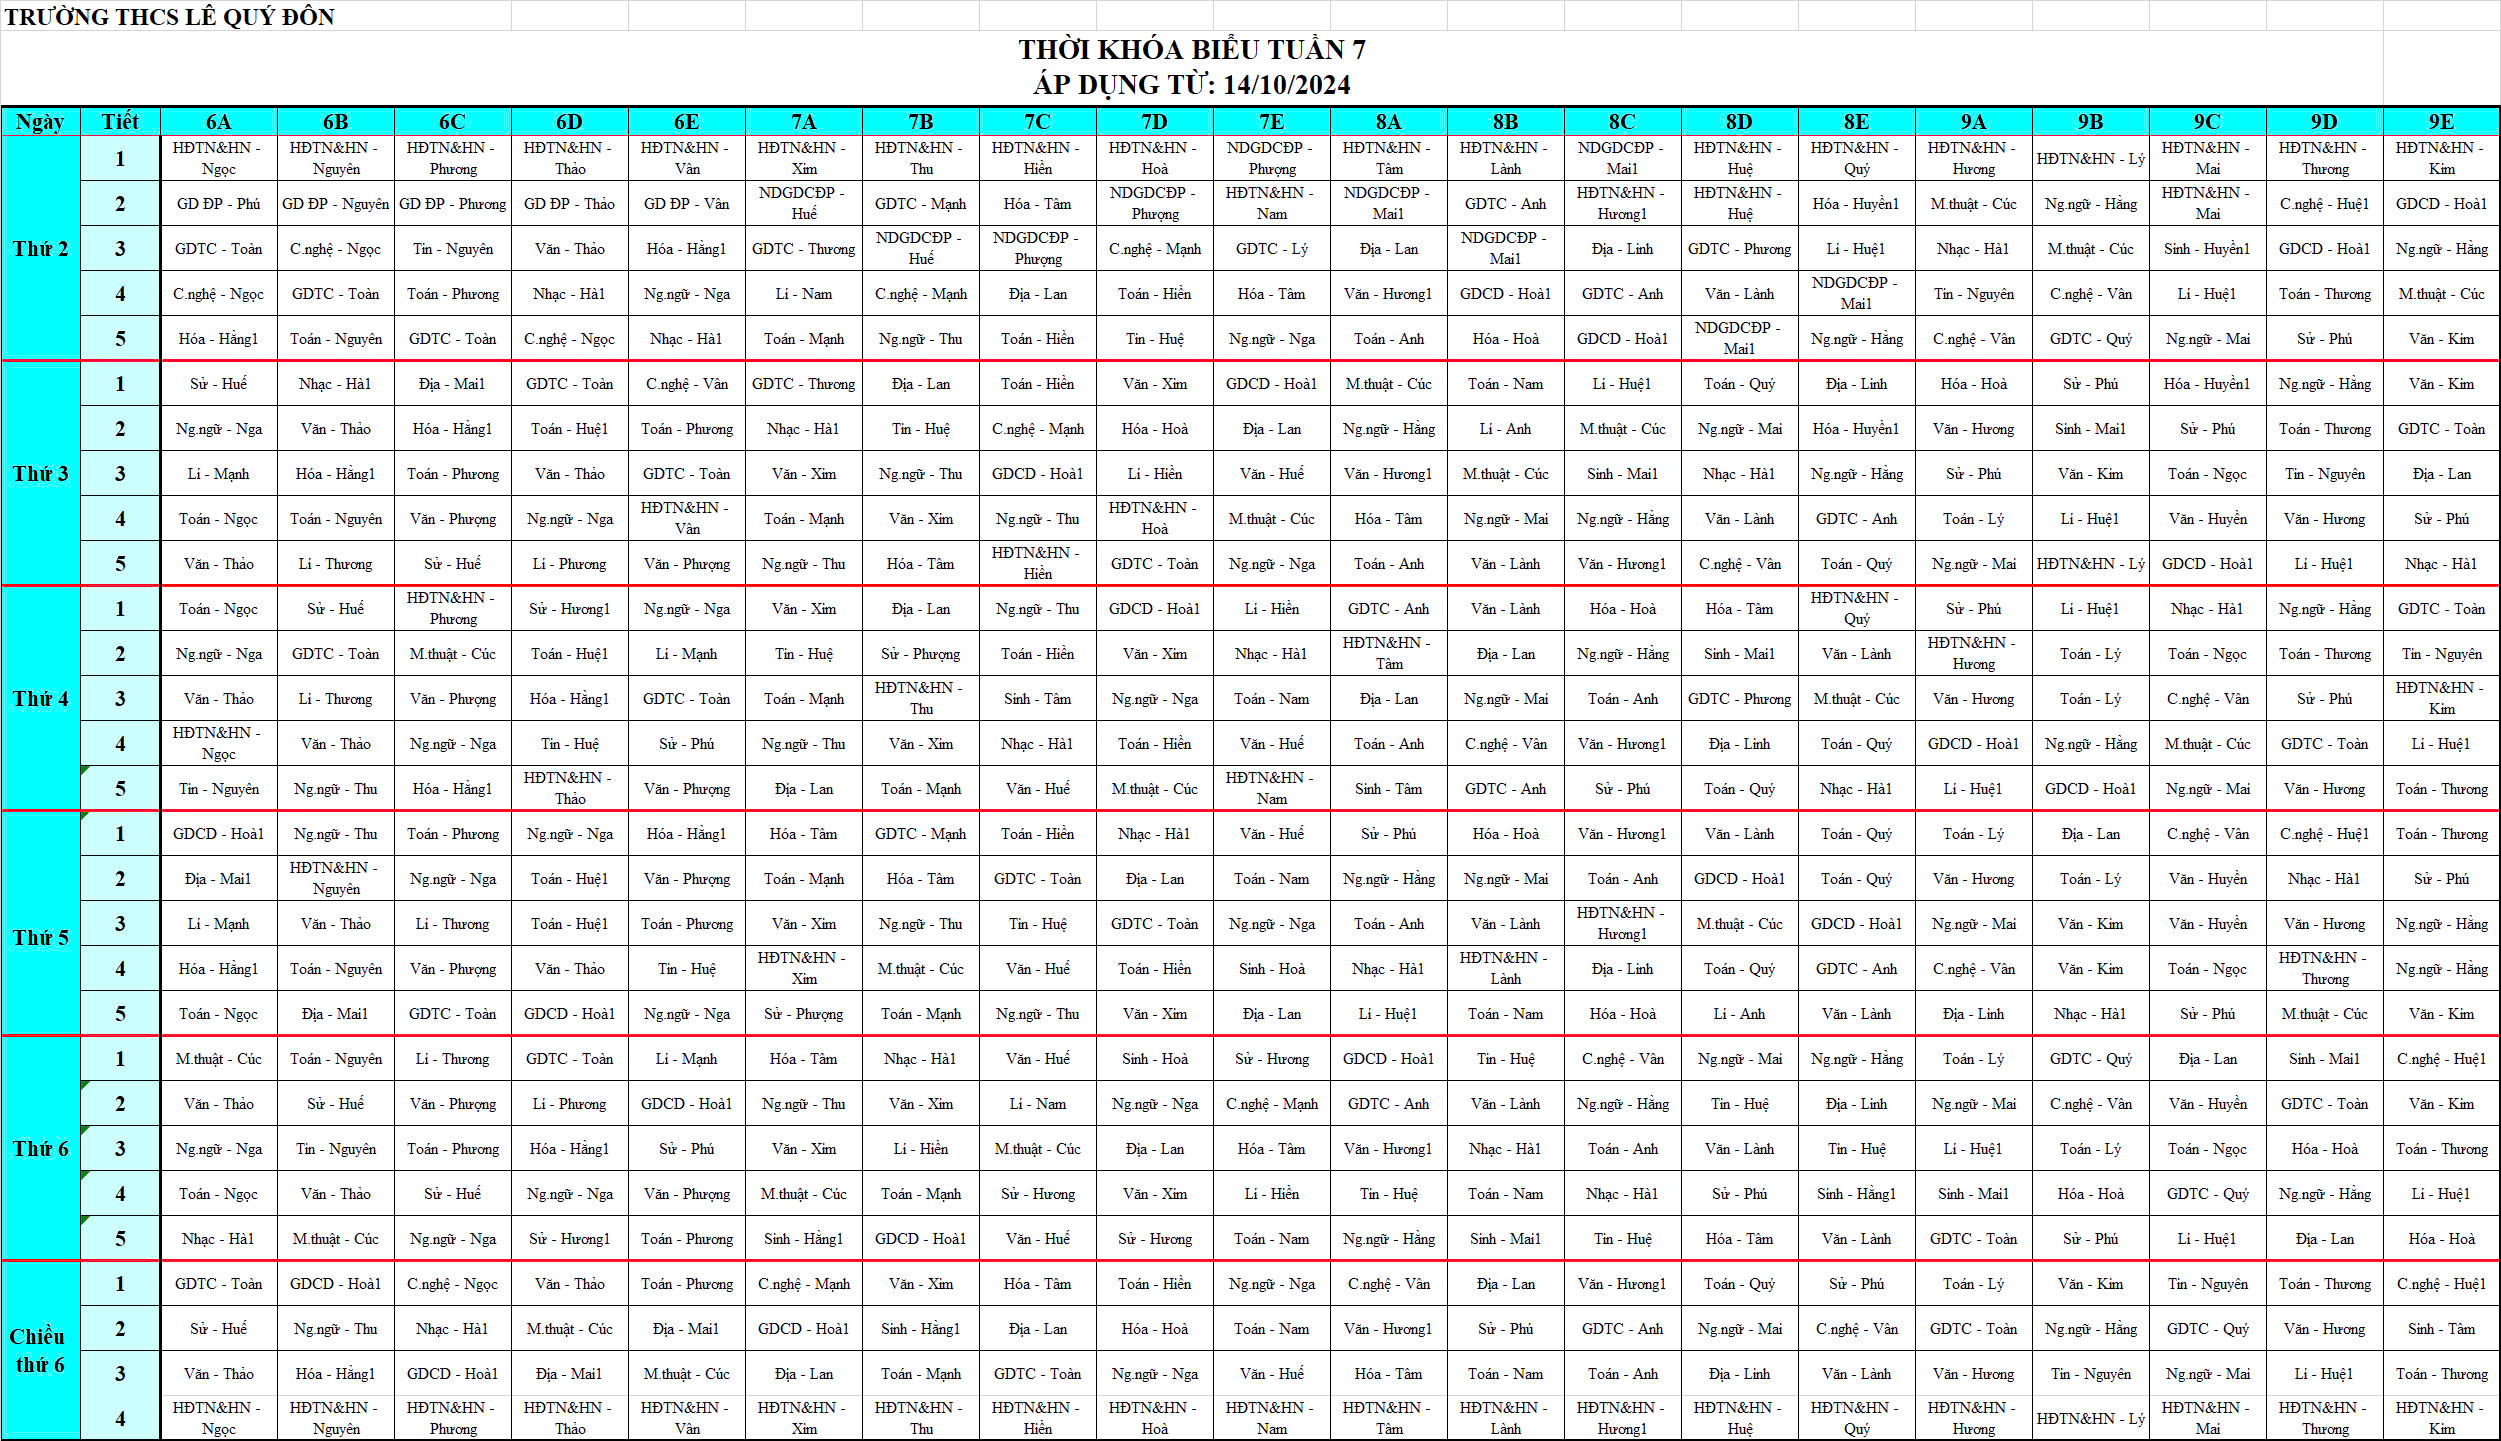 TRƯỜNG THCS LÊ QUÝ ĐÔN
THỜI KHÓA BIỂU TUẦN 7
ÁP DỤNG TỪ: 14/10/2024
Ngày Tiết 6A 6B 6C 6D 6E 7A 7B 7C 7D 7E 8A 8B 8C 8D 8E 9A 9B 9C 9D 9E
Thứ 2
1 HĐTN&HN - Ngọc HĐTN&HN - Nguyên HĐTN&HN - Phương HĐTN&HN - Thảo HĐTN&HN - Vân HĐTN&HN - Xim HĐTN&HN - Thu HĐTN&HN - Hiền HĐTN&HN - Hoà NDGDCĐP - Phượng HĐTN&HN - Tâm HĐTN&HN - Lành NDGDCĐP - Mai1 HĐTN&HN - Huệ HĐTN&HN - Quý HĐTN&HN - Hương HĐTN&HN - Lý HĐTN&HN - Mai HĐTN&HN - Thương HĐTN&HN - Kim
2 GD ĐP - Phú GD ĐP - Nguyên GD ĐP - Phương GD ĐP - Thảo GD ĐP - Vân NDGDCĐP - Huế GDTC - Mạnh Hóa - Tâm NDGDCĐP - Phượng HĐTN&HN - Nam NDGDCĐP - Mai1 GDTC - Anh HĐTN&HN - Hương1 HĐTN&HN - Huệ Hóa - Huyền1 M.thuật - Cúc Ng.ngữ - Hằng HĐTN&HN - Mai C.nghệ - Huệ1 GDCD - Hoà1
3 GDTC - Toàn C.nghệ - Ngọc Tin - Nguyên Văn - Thảo Hóa - Hằng1 GDTC - Thương NDGDCĐP - Huế NDGDCĐP - Phượng C.nghệ - Mạnh GDTC - Lý Địa - Lan NDGDCĐP - Mai1 Địa - Linh GDTC - Phương Lí - Huệ1 Nhạc - Hà1 M.thuật - Cúc Sinh - Huyền1 GDCD - Hoà1 Ng.ngữ - Hằng
4 C.nghệ - Ngọc GDTC - Toàn Toán - Phương Nhạc - Hà1 Ng.ngữ - Nga Lí - Nam C.nghệ - Mạnh Địa - Lan Toán - Hiền Hóa - Tâm Văn - Hương1 GDCD - Hoà1 GDTC - Anh Văn - Lành NDGDCĐP - Mai1 Tin - Nguyên C.nghệ - Vân Lí - Huệ1 Toán - Thương M.thuật - Cúc
5 Hóa - Hằng1 Toán - Nguyên GDTC - Toàn C.nghệ - Ngọc Nhạc - Hà1 Toán - Mạnh Ng.ngữ - Thu Toán - Hiền Tin - Huệ Ng.ngữ - Nga Toán - Anh Hóa - Hoà GDCD - Hoà1 NDGDCĐP - Mai1 Ng.ngữ - Hằng C.nghệ - Vân GDTC - Quý Ng.ngữ - Mai Sử - Phú Văn - Kim
Thứ 3
1 Sử - Huế Nhạc - Hà1 Địa - Mai1 GDTC - Toàn C.nghệ - Vân GDTC - Thương Địa - Lan Toán - Hiền Văn - Xim GDCD - Hoà1 M.thuật - Cúc Toán - Nam Lí - Huệ1 Toán - Quý Địa - Linh Hóa - Hoà Sử - Phú Hóa - Huyền1 Ng.ngữ - Hằng Văn - Kim
2 Ng.ngữ - Nga Văn - Thảo Hóa - Hằng1 Toán - Huệ1 Toán - Phương Nhạc - Hà1 Tin - Huệ C.nghệ - Mạnh Hóa - Hoà Địa - Lan Ng.ngữ - Hằng Lí - Anh M.thuật - Cúc Ng.ngữ - Mai Hóa - Huyền1 Văn - Hương Sinh - Mai1 Sử - Phú Toán - Thương GDTC - Toàn
3 Lí - Mạnh Hóa - Hằng1 Toán - Phương Văn - Thảo GDTC - Toàn Văn - Xim Ng.ngữ - Thu GDCD - Hoà1 Lí - Hiền Văn - Huế Văn - Hương1 M.thuật - Cúc Sinh - Mai1 Nhạc - Hà1 Ng.ngữ - Hằng Sử - Phú Văn - Kim Toán - Ngọc Tin - Nguyên Địa - Lan
4 Toán - Ngọc Toán - Nguyên Văn - Phượng Ng.ngữ - Nga HĐTN&HN - Vân Toán - Mạnh Văn - Xim Ng.ngữ - Thu HĐTN&HN - Hoà M.thuật - Cúc Hóa - Tâm Ng.ngữ - Mai Ng.ngữ - Hằng Văn - Lành GDTC - Anh Toán - Lý Lí - Huệ1 Văn - Huyền Văn - Hương Sử - Phú
5 Văn - Thảo Lí - Thương Sử - Huế Lí - Phương Văn - Phượng Ng.ngữ - Thu Hóa - Tâm HĐTN&HN - Hiền GDTC - Toàn Ng.ngữ - Nga Toán - Anh Văn - Lành Văn - Hương1 C.nghệ - Vân Toán - Quý Ng.ngữ - Mai HĐTN&HN - Lý GDCD - Hoà1 Lí - Huệ1 Nhạc - Hà1
Thứ 4
1 Toán - Ngọc Sử - Huế HĐTN&HN - Phương Sử - Hương1 Ng.ngữ - Nga Văn - Xim Địa - Lan Ng.ngữ - Thu GDCD - Hoà1 Lí - Hiền GDTC - Anh Văn - Lành Hóa - Hoà Hóa - Tâm HĐTN&HN - Quý Sử - Phú Lí - Huệ1 Nhạc - Hà1 Ng.ngữ - Hằng GDTC - Toàn
2 Ng.ngữ - Nga GDTC - Toàn M.thuật - Cúc Toán - Huệ1 Lí - Mạnh Tin - Huệ Sử - Phượng Toán - Hiền Văn - Xim Nhạc - Hà1 HĐTN&HN - Tâm Địa - Lan Ng.ngữ - Hằng Sinh - Mai1 Văn - Lành HĐTN&HN - Hương Toán - Lý Toán - Ngọc Toán - Thương Tin - Nguyên
3 Văn - Thảo Lí - Thương Văn - Phượng Hóa - Hằng1 GDTC - Toàn Toán - Mạnh HĐTN&HN - Thu Sinh - Tâm Ng.ngữ - Nga Toán - Nam Địa - Lan Ng.ngữ - Mai Toán - Anh GDTC - Phương M.thuật - Cúc Văn - Hương Toán - Lý C.nghệ - Vân Sử - Phú HĐTN&HN - Kim
4 HĐTN&HN - Ngọc Văn - Thảo Ng.ngữ - Nga Tin - Huệ Sử - Phú Ng.ngữ - Thu Văn - Xim Nhạc - Hà1 Toán - Hiền Văn - Huế Toán - Anh C.nghệ - Vân Văn - Hương1 Địa - Linh Toán - Quý GDCD - Hoà1 Ng.ngữ - Hằng M.thuật - Cúc GDTC - Toàn Lí - Huệ1
5 Tin - Nguyên Ng.ngữ - Thu Hóa - Hằng1 HĐTN&HN - Thảo Văn - Phượng Địa - Lan Toán - Mạnh Văn - Huế M.thuật - Cúc HĐTN&HN - Nam Sinh - Tâm GDTC - Anh Sử - Phú Toán - Quý Nhạc - Hà1 Lí - Huệ1 GDCD - Hoà1 Ng.ngữ - Mai Văn - Hương Toán - Thương
Thứ 5
1 GDCD - Hoà1 Ng.ngữ - Thu Toán - Phương Ng.ngữ - Nga Hóa - Hằng1 Hóa - Tâm GDTC - Mạnh Toán - Hiền Nhạc - Hà1 Văn - Huế Sử - Phú Hóa - Hoà Văn - Hương1 Văn - Lành Toán - Quý Toán - Lý Địa - Lan C.nghệ - Vân C.nghệ - Huệ1 Toán - Thương
2 Địa - Mai1 HĐTN&HN - Nguyên Ng.ngữ - Nga Toán - Huệ1 Văn - Phượng Toán - Mạnh Hóa - Tâm GDTC - Toàn Địa - Lan Toán - Nam Ng.ngữ - Hằng Ng.ngữ - Mai Toán - Anh GDCD - Hoà1 Toán - Quý Văn - Hương Toán - Lý Văn - Huyền Nhạc - Hà1 Sử - Phú
3 Lí - Mạnh Văn - Thảo Lí - Thương Toán - Huệ1 Toán - Phương Văn - Xim Ng.ngữ - Thu Tin - Huệ GDTC - Toàn Ng.ngữ - Nga Toán - Anh Văn - Lành HĐTN&HN - Hương1 M.thuật - Cúc GDCD - Hoà1 Ng.ngữ - Mai Văn - Kim Văn - Huyền Văn - Hương Ng.ngữ - Hằng
4 Hóa - Hằng1 Toán - Nguyên Văn - Phượng Văn - Thảo Tin - Huệ HĐTN&HN - Xim M.thuật - Cúc Văn - Huế Toán - Hiền Sinh - Hoà Nhạc - Hà1 HĐTN&HN - Lành Địa - Linh Toán - Quý GDTC - Anh C.nghệ - Vân Văn - Kim Toán - Ngọc HĐTN&HN - Thương Ng.ngữ - Hằng
5 Toán - Ngọc Địa - Mai1 GDTC - Toàn GDCD - Hoà1 Ng.ngữ - Nga Sử - Phượng Toán - Mạnh Ng.ngữ - Thu Văn - Xim Địa - Lan Lí - Huệ1 Toán - Nam Hóa - Hoà Lí - Anh Văn - Lành Địa - Linh Nhạc - Hà1 Sử - Phú M.thuật - Cúc Văn - Kim
Thứ 6
1 M.thuật - Cúc Toán - Nguyên Lí - Thương GDTC - Toàn Lí - Mạnh Hóa - Tâm Nhạc - Hà1 Văn - Huế Sinh - Hoà Sử - Hương GDCD - Hoà1 Tin - Huệ C.nghệ - Vân Ng.ngữ - Mai Ng.ngữ - Hằng Toán - Lý GDTC - Quý Địa - Lan Sinh - Mai1 C.nghệ - Huệ1
2 Văn - Thảo Sử - Huế Văn - Phượng Lí - Phương GDCD - Hoà1 Ng.ngữ - Thu Văn - Xim Lí - Nam Ng.ngữ - Nga C.nghệ - Mạnh GDTC - Anh Văn - Lành Ng.ngữ - Hằng Tin - Huệ Địa - Linh Ng.ngữ - Mai C.nghệ - Vân Văn - Huyền GDTC - Toàn Văn - Kim
3 Ng.ngữ - Nga Tin - Nguyên Toán - Phương Hóa - Hằng1 Sử - Phú Văn - Xim Lí - Hiền M.thuật - Cúc Địa - Lan Hóa - Tâm Văn - Hương1 Nhạc - Hà1 Toán - Anh Văn - Lành Tin - Huệ Lí - Huệ1 Toán - Lý Toán - Ngọc Hóa - Hoà Toán - Thương
4 Toán - Ngọc Văn - Thảo Sử - Huế Ng.ngữ - Nga Văn - Phượng M.thuật - Cúc Toán - Mạnh Sử - Hương Văn - Xim Lí - Hiền Tin - Huệ Toán - Nam Nhạc - Hà1 Sử - Phú Sinh - Hằng1 Sinh - Mai1 Hóa - Hoà GDTC - Quý Ng.ngữ - Hằng Lí - Huệ1
5 Nhạc - Hà1 M.thuật - Cúc Ng.ngữ - Nga Sử - Hương1 Toán - Phương Sinh - Hằng1 GDCD - Hoà1 Văn - Huế Sử - Hương Toán - Nam Ng.ngữ - Hằng Sinh - Mai1 Tin - Huệ Hóa - Tâm Văn - Lành GDTC - Toàn Sử - Phú Lí - Huệ1 Địa - Lan Hóa - Hoà
Chiều thứ 6
1 GDTC - Toàn GDCD - Hoà1 C.nghệ - Ngọc Văn - Thảo Toán - Phương C.nghệ - Mạnh Văn - Xim Hóa - Tâm Toán - Hiền Ng.ngữ - Nga C.nghệ - Vân Địa - Lan Văn - Hương1 Toán - Quý Sử - Phú Toán - Lý Văn - Kim Tin - Nguyên Toán - Thương C.nghệ - Huệ1
2 Sử - Huế Ng.ngữ - Thu Nhạc - Hà1 M.thuật - Cúc Địa - Mai1 GDCD - Hoà1 Sinh - Hằng1 Địa - Lan Hóa - Hoà Toán - Nam Văn - Hương1 Sử - Phú GDTC - Anh Ng.ngữ - Mai C.nghệ - Vân GDTC - Toàn Ng.ngữ - Hằng GDTC - Quý Văn - Hương Sinh - Tâm
3 Văn - Thảo Hóa - Hằng1 GDCD - Hoà1 Địa - Mai1 M.thuật - Cúc Địa - Lan Toán - Mạnh GDTC - Toàn Ng.ngữ - Nga Văn - Huế Hóa - Tâm Toán - Nam Toán - Anh Địa - Linh Văn - Lành Văn - Hương Tin - Nguyên Ng.ngữ - Mai Lí - Huệ1 Toán - Thương
4 HĐTN&HN - Ngọc HĐTN&HN - Nguyên HĐTN&HN - Phương HĐTN&HN - Thảo HĐTN&HN - Vân HĐTN&HN - Xim HĐTN&HN - Thu HĐTN&HN - Hiền HĐTN&HN - Hoà HĐTN&HN - Nam HĐTN&HN - Tâm HĐTN&HN - Lành HĐTN&HN - Hương1 HĐTN&HN - Huệ HĐTN&HN - Quý HĐTN&HN - Hương HĐTN&HN - Lý HĐTN&HN - Mai HĐTN&HN - Thương HĐTN&HN - Kim